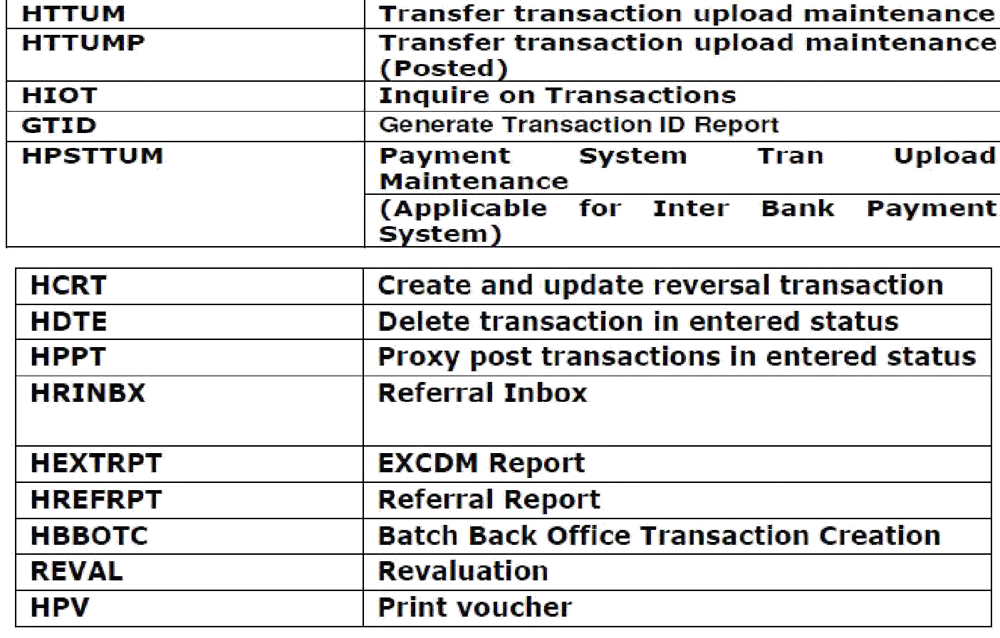 HTTUM Transfer transaction upload maintenance
HTTUMP Transfer transaction upload maintenance
(Posted)
HIOT Inquire on Transactions
GTID Generate Transaction ID Report
HPSTTUM Payment System Tran Upload
Maintenance
(Applicable for Inter Bank Payment
System)
HCRT Create and update reversal transaction
HDTE Delete transaction in entered status
HPPT Proxy post transactions in entered status
HRINBX Referral Inbox
HEXTRPT EXCDM Report
HREFRPT Referral Report
HBBOTC Batch Back Office Transaction Creation
REVAL Revaluation
HPV Print voucher